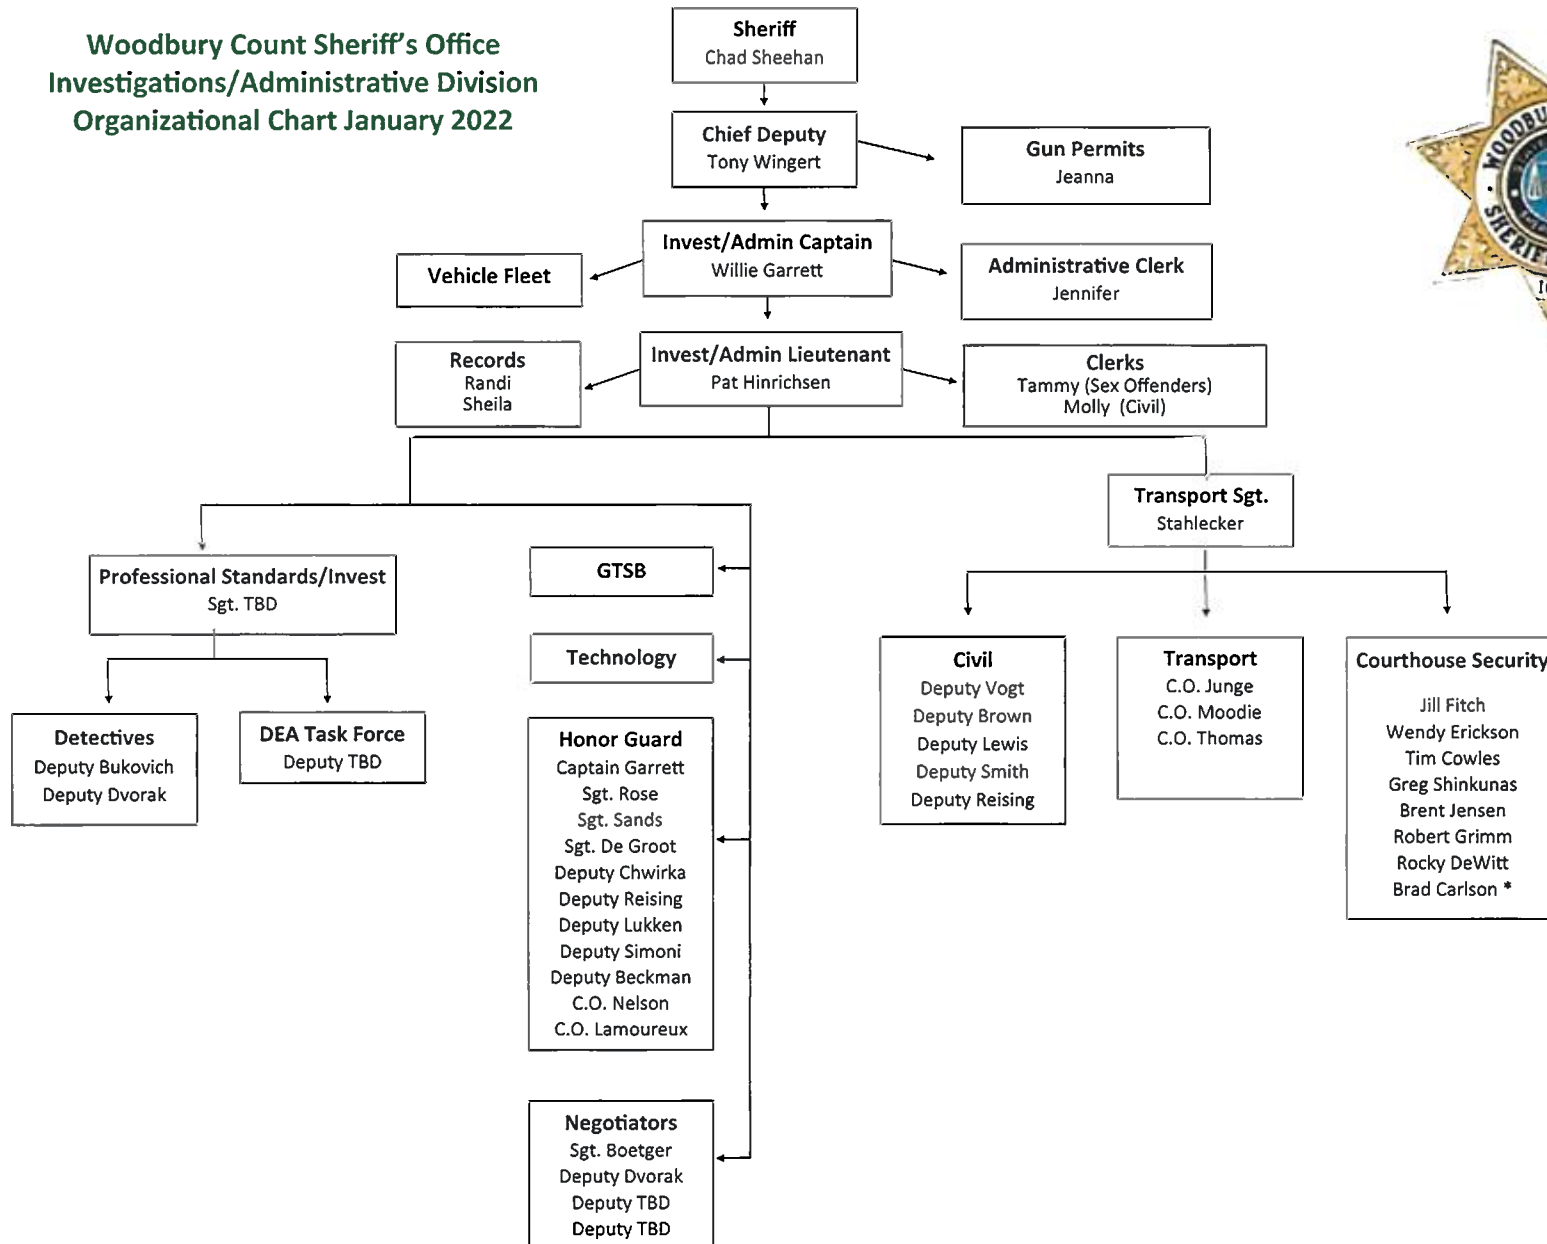 Woodbury Count Sheriff's Office
Investigations/Administrative Division
Organizational Chart January 2022
Sheriff
Chad Sheehan
Chief Deputy
Tony Wingert
Gun Permits
Jeanna
Invest/Admin Captain
Willie Garrett
Vehicle Fleet
Administrative Clerk
Jennifer
Records
Randi
Sheila
Invest/Admin Lieutenant
Pat Hinrichsen
Clerks
Tammy (Sex Offenders)
Molly (Civil)
Transport Sgt.
Stahlecker
Professional Standards/Invest
Sgt. TBD
Detectives
Deputy Bukovich
Deputy Dvorak
DEA Task Force
Deputy TBD
GTSB
Technology
Honor Guard
Captain Garrett
Sgt. Rose
Sgt. Sands
Sgt. De Groot
Deputy Chwirka
Deputy Reising
Deputy Lukken
Deputy Simoni
Deputy Beckman
C.O. Nelson
C.O. Lamoureux
Negotiators
Sgt. Boetger
Deputy Dvorak
Deputy TBD
Deputy TBD
Civil
Deputy Vogt
Deputy Brown
Deputy Lewis
Deputy Smith
Deputy Reising
Transport
C.O. Junge
C.O. Moodie
C.O. Thomas
Courthouse Security
Jill Fitch
Wendy Erickson
Tim Cowles
Greg Shinkunas
Brent Jensen
Robert Grimm
Rocky DeWitt
Brad Carlson *